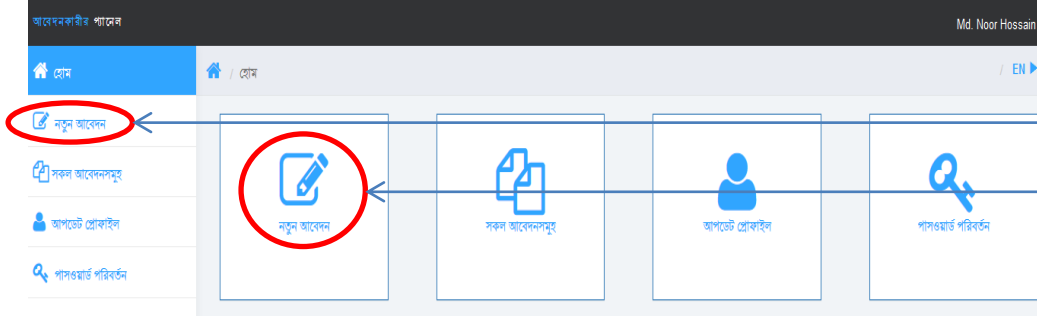 আবেদনকারীর প্যানেল
Md. Noor Hossain
হোম
/ হোম
/ EN
নতুন আবেদন
সকল আবেদনসমুহ
আপডেট প্রোফাইল
পাসওয়ার্ড পরিবর্তন
নতুন আবেদন
সকল আবেদনসমুহ
আপডেট প্রোফাইল
পাসওয়ার্ড পরিবর্তন